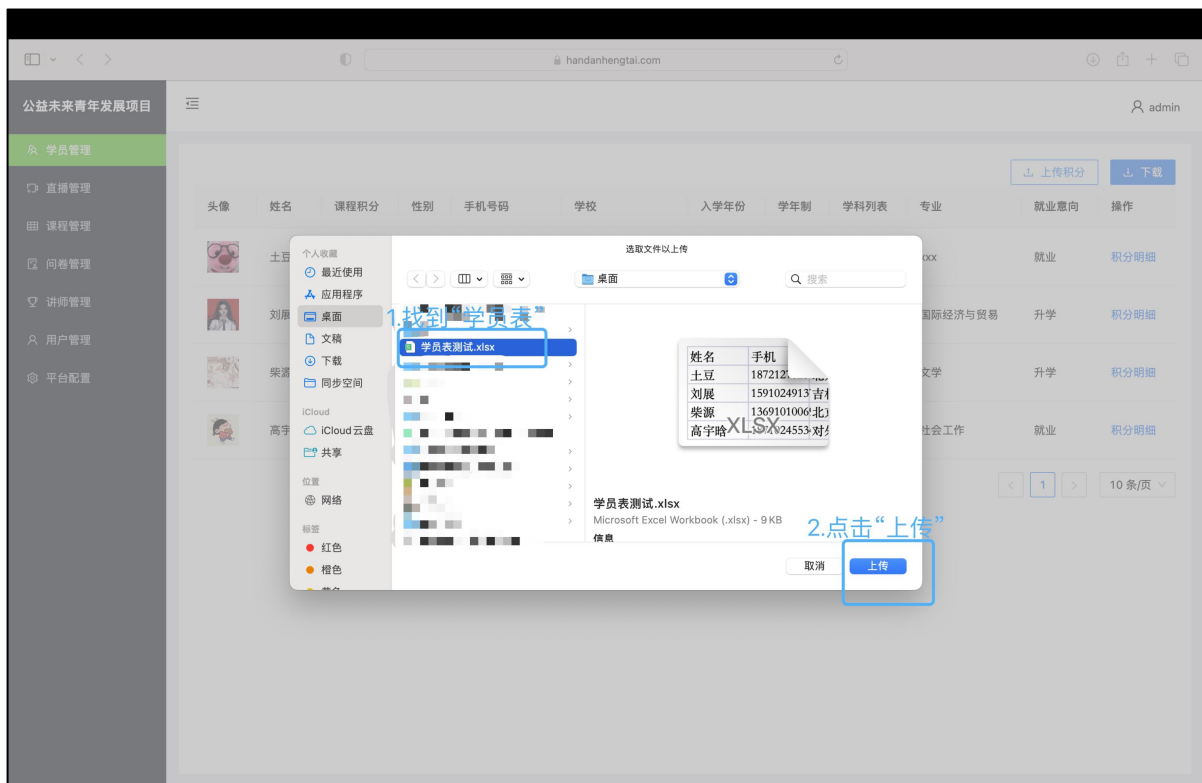 handanhengtai.com
公益未来青年发展项目
admin
学员管理
直播管理
课程管理
问卷管理
讲师管理
用户管理
平台配置
上传积分 下载
头像 姓名 课程积分 性别 手机号码 学校 入学年份 学年制 学科列表 专业 就业意向 操作
土豆 就业 积分明细
刘展 国际经济与贸易 升学 积分明细
柴源 文学 升学 积分明细
高宇 社会工作 就业 积分明细
1 10 条/页
选取文件以上传
个人收藏
最近使用
应用程序
桌面
文稿
下载
同步空间
iCloud
iCloud云盘
共享
位置
网络
标签
红色
橙色
桌面
搜索
1.找到“学员表”
学员表测试.xlsx
姓名 手机
土豆
刘展 吉林
柴源 北京
高宇晗 对外
XLSX
学员表测试.xlsx
Microsoft Excel Workbook (.xlsx) - 9 KB
信息
2.点击“上传”
取消 上传